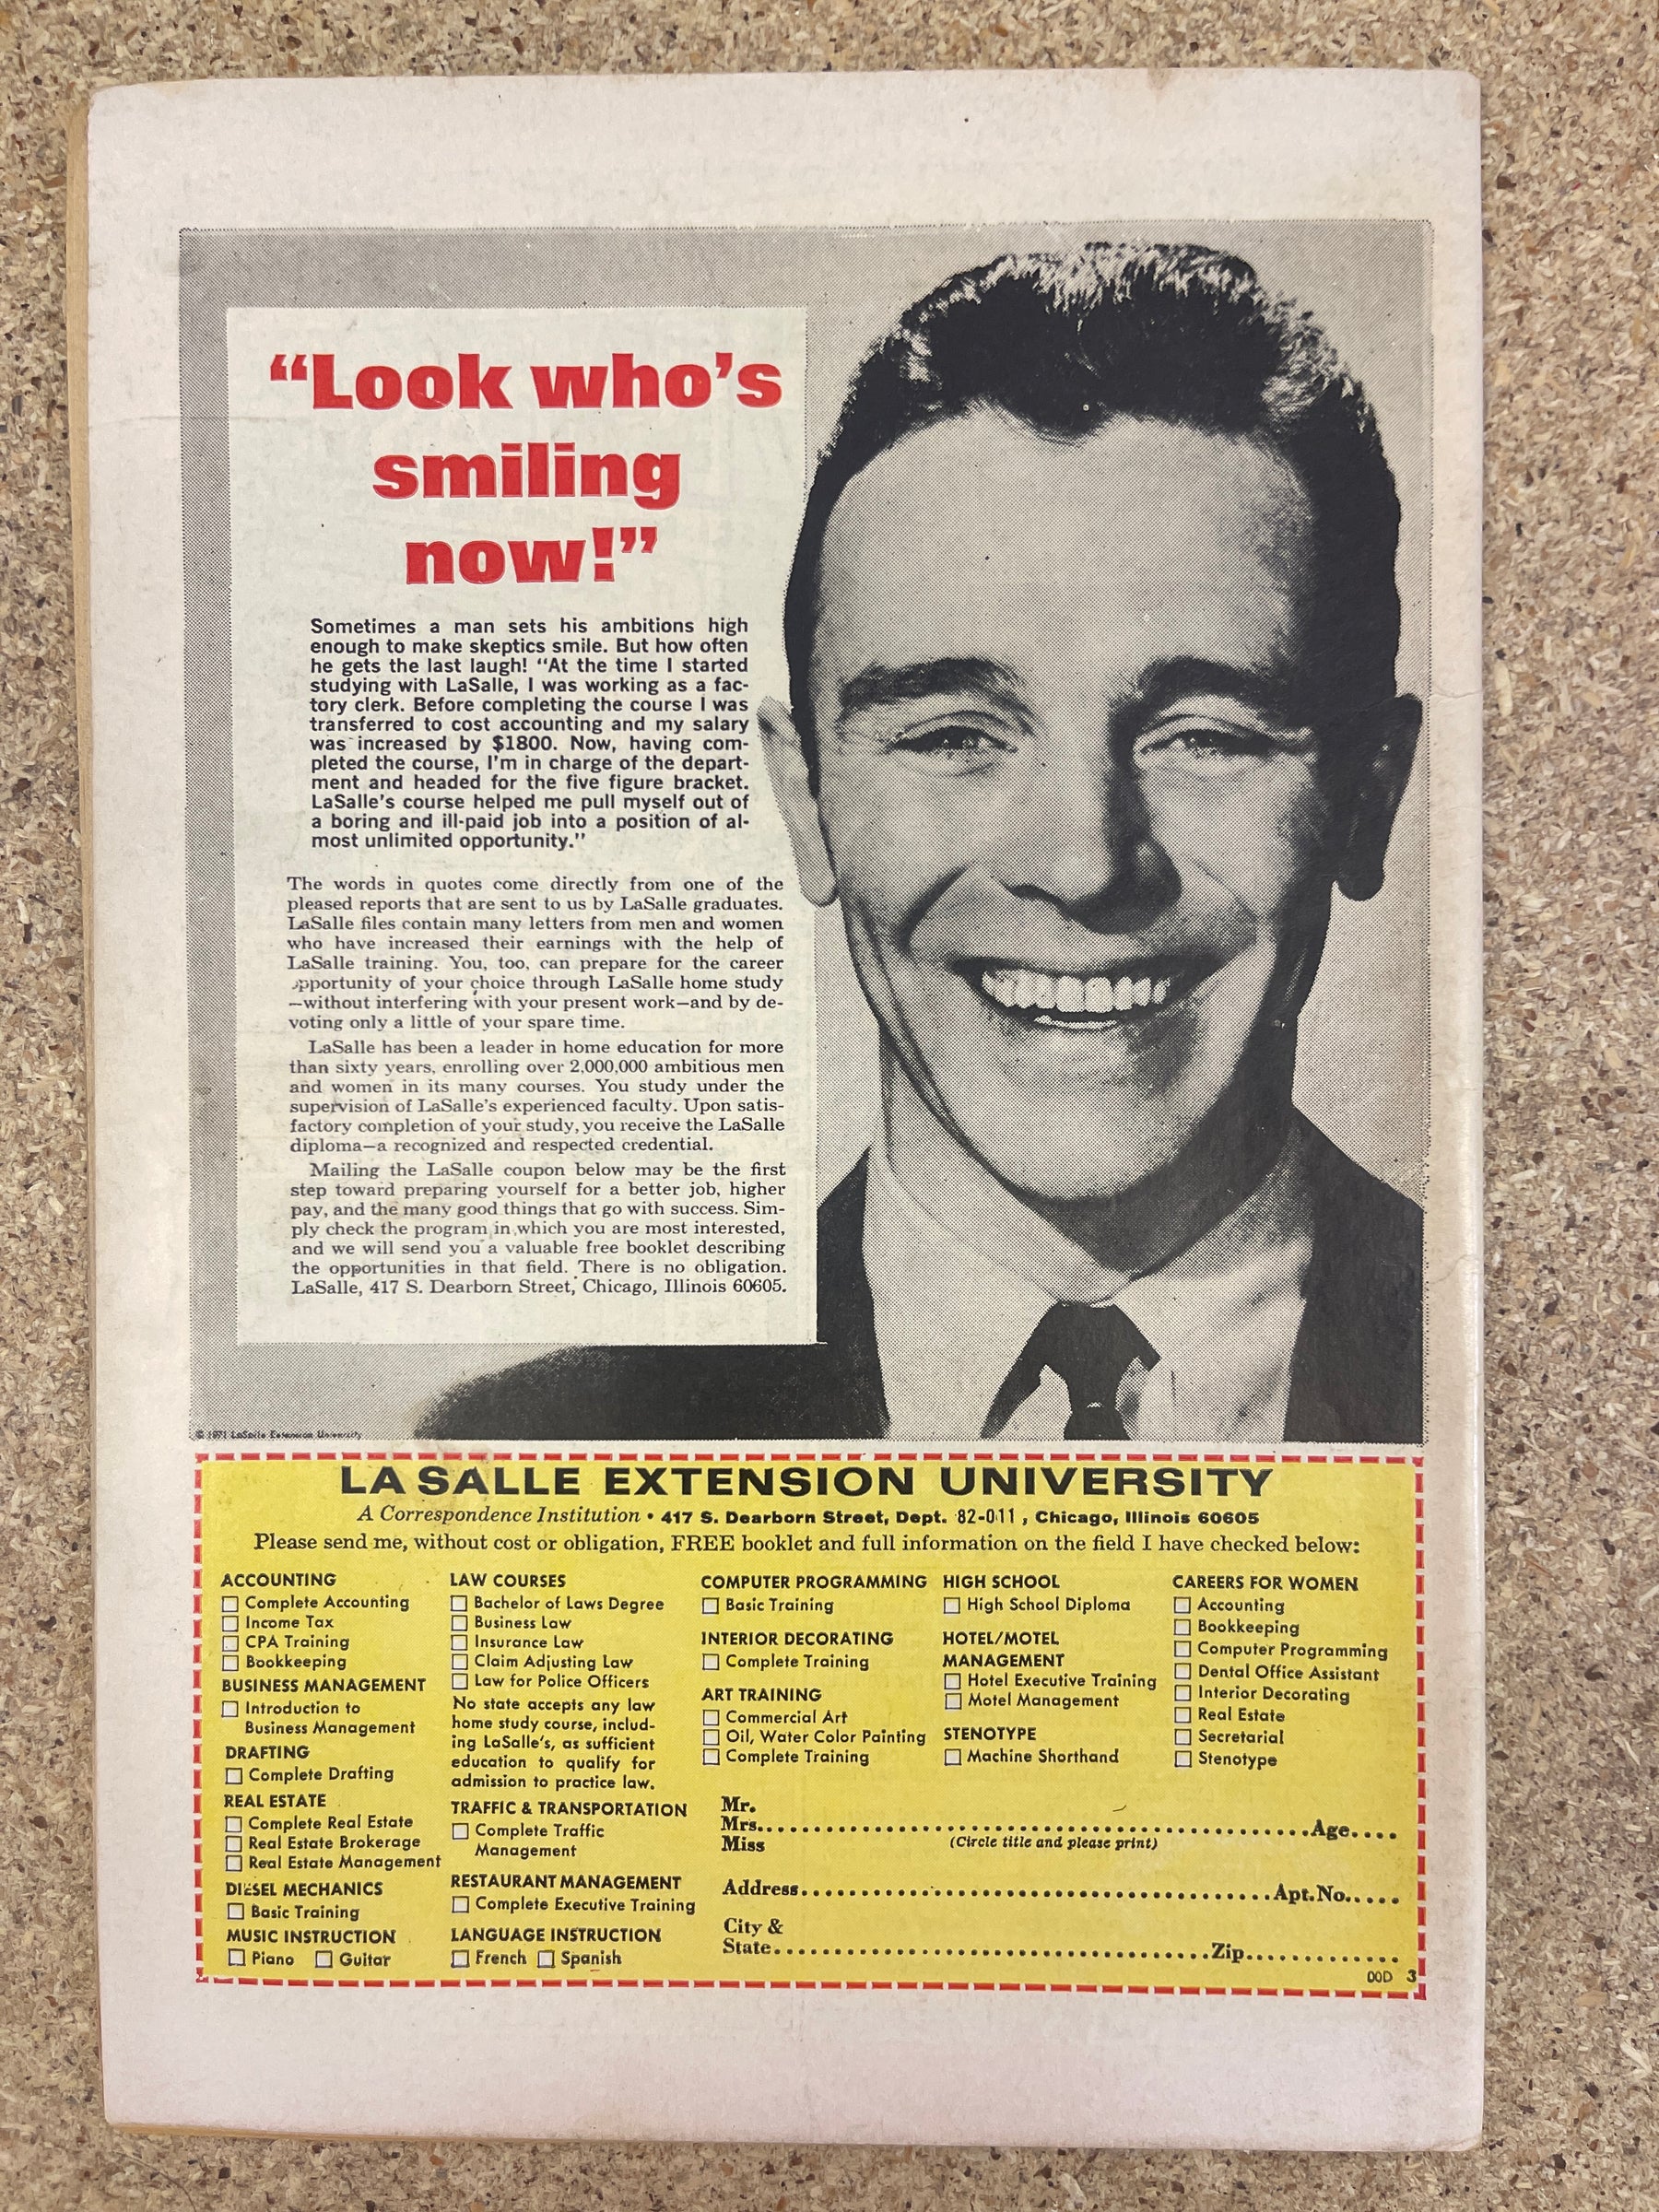 “Look who’s
smiling
now!”
Sometimes a man sets his ambitions high
enough to make skeptics smile. But how often
he gets the last laugh! “At the time I started
studying with LaSalle, I was working as a fac-
tory clerk. Before completing the course I was
transferred to cost accounting and my salary
was increased by $1800. Now, having com-
pleted the course, I’m in charge of the depart-
ment and headed for the five figure bracket.
LaSalle’s course helped me pull myself out of
a boring and ill-paid job into a position of al-
most unlimited opportunity.”
The words in quotes come directly from one of the
pleased reports that are sent to us by LaSalle graduates.
LaSalle files contain many letters from men and women
who have increased their earnings with the help of
LaSalle training. You, too, can prepare for the career
opportunity of your choice through LaSalle home study
—without interfering with your present work—and by de-
voting only a little of your spare time.
LaSalle has been a leader in home education for more
than sixty years, enrolling over 2,000,000 ambitious men
and women in its many courses. You study under the
supervision of LaSalle’s experienced faculty. Upon satis-
factory completion of your study, you receive the LaSalle
diploma—a recognized and respected credential.
Mailing the LaSalle coupon below may be the first
step toward preparing yourself for a better job, higher
pay, and the many good things that go with success. Sim-
ply check the program in which you are most interested,
and we will send you a valuable free booklet describing
the opportunities in that field. There is no obligation.
LaSalle, 417 S. Dearborn Street, Chicago, Illinois 60605.
© 1971 LaSalle Extension University
LA SALLE EXTENSION UNIVERSITY
A Correspondence Institution • 417 S. Dearborn Street, Dept. 82-011, Chicago, Illinois 60605
Please send me, without cost or obligation, FREE booklet and full information on the field I have checked below:
ACCOUNTING
Complete Accounting
Income Tax
CPA Training
Bookkeeping
BUSINESS MANAGEMENT
Introduction to
Business Management
DRAFTING
Complete Drafting
REAL ESTATE
Complete Real Estate
Real Estate Brokerage
Real Estate Management
DIESEL MECHANICS
Basic Training
MUSIC INSTRUCTION
Piano Guitar
LAW COURSES
Bachelor of Laws Degree
Business Law
Insurance Law
Claim Adjusting Law
Law for Police Officers
No state accepts any law
home study course, includ-
ing LaSalle’s, as sufficient
education to qualify for
admission to practice law.
TRAFFIC & TRANSPORTATION
Complete Traffic
Management
RESTAURANT MANAGEMENT
Complete Executive Training
LANGUAGE INSTRUCTION
French Spanish
COMPUTER PROGRAMMING
Basic Training
INTERIOR DECORATING
Complete Training
ART TRAINING
Commercial Art
Oil, Water Color Painting
Complete Training
HIGH SCHOOL
High School Diploma
HOTEL/MOTEL
MANAGEMENT
Hotel Executive Training
Motel Management
STENOTYPE
Machine Shorthand
CAREERS FOR WOMEN
Accounting
Bookkeeping
Computer Programming
Dental Office Assistant
Interior Decorating
Real Estate
Secretarial
Stenotype
Mr.
Mrs. Age
Miss (Circle title and please print)
Address Apt. No.
City &
State Zip
00D 3